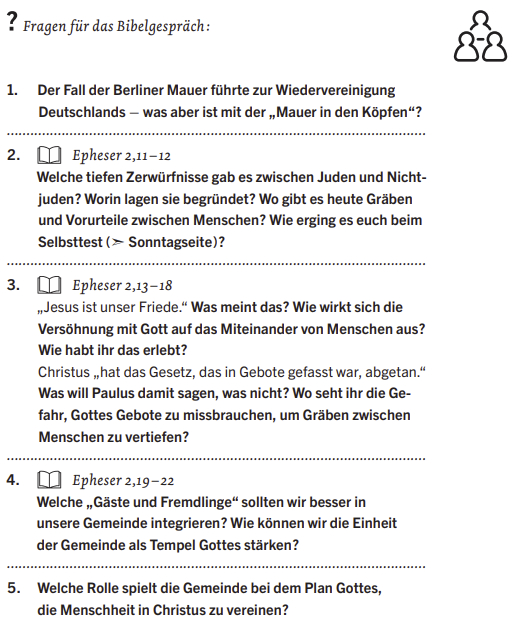 ? Fragen für das Bibelgespräch:
1. Der Fall der Berliner Mauer führte zur Wiedervereinigung
Deutschlands – was aber ist mit der „Mauer in den Köpfen“?
2. Epheser 2,11–12
Welche tiefen Zerwürfnisse gab es zwischen Juden und Nicht-
juden? Worin lagen sie begründet? Wo gibt es heute Gräben
und Vorurteile zwischen Menschen? Wie erging es euch beim
Selbsttest (➣ Sonntagseite)?
3. Epheser 2,13–18
„Jesus ist unser Friede.“ Was meint das? Wie wirkt sich die
Versöhnung mit Gott auf das Miteinander von Menschen aus?
Wie habt ihr das erlebt?
Christus „hat das Gesetz, das in Gebote gefasst war, abgetan.“
Was will Paulus damit sagen, was nicht? Wo seht ihr die Ge-
fahr, Gottes Gebote zu missbrauchen, um Gräben zwischen
Menschen zu vertiefen?
4. Epheser 2,19–22
Welche „Gäste und Fremdlinge“ sollten wir besser in
unsere Gemeinde integrieren? Wie können wir die Einheit
der Gemeinde als Tempel Gottes stärken?
5. Welche Rolle spielt die Gemeinde bei dem Plan Gottes,
die Menschheit in Christus zu vereinen?